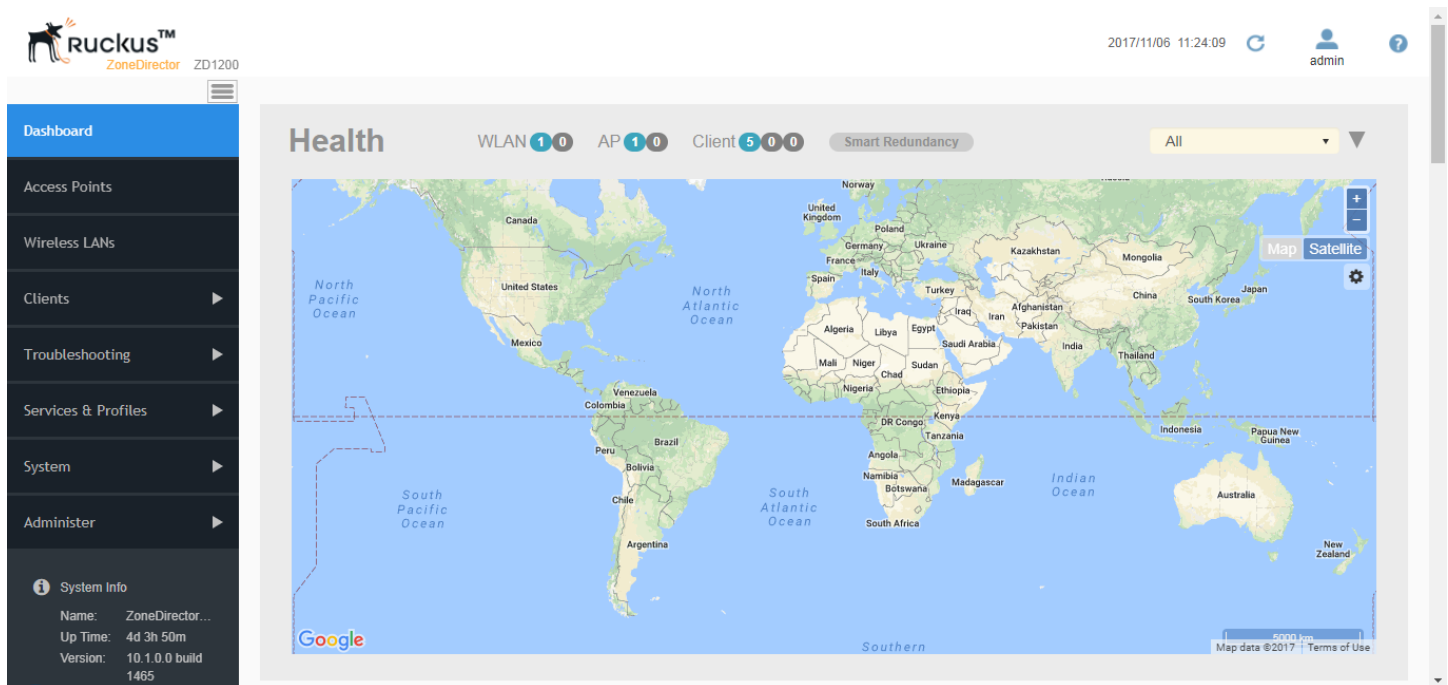 Ruckus™
ZoneDirector ZD1200
2017/11/06 11:24:09
admin
?
Dashboard
Access Points
Wireless LANs
Clients
Troubleshooting
Services & Profiles
System
Administer
System Info
Name: ZoneDirector...
Up Time: 4d 3h 50m
Version: 10.1.0.0 build
1465
Health
WLAN 1 0
AP 1 0
Client 5 0 0
Smart Redundancy
All
+
−
Map Satellite
Norway
United
Kingdom
Canada
Poland
Germany
Ukraine
France
Kazakhstan
Mongolia
Spain
Italy
Turkey
United States
North
Pacific
Ocean
North
Atlantic
Ocean
China
South Korea
Japan
Iraq
Iran
Afghanistan
Pakistan
Algeria
Libya
Egypt
Saudi Arabia
India
Mexico
Thailand
Mali
Niger
Chad
Sudan
Nigeria
Ethiopia
Venezuela
Colombia
Kenya
DR Congo
Tanzania
Indonesia
Papua New
Guinea
Brazil
Peru
Bolivia
Angola
Namibia
Botswana
Madagascar
Indian
Ocean
Chile
South
Pacific
Ocean
South
Atlantic
Ocean
South Africa
Australia
Argentina
New
Zealand
Google
Southern
5000 km
Map data ©2017 Terms of Use